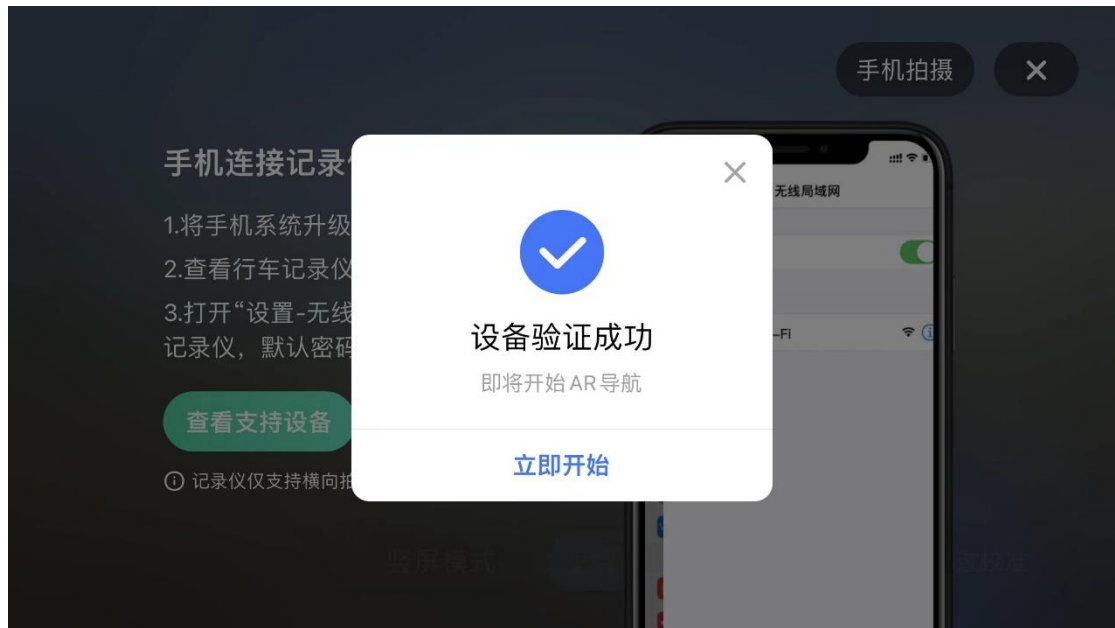 手机拍摄
手机连接记录
无线局域网
1.将手机系统升级
2.查看行车记录仪
3.打开“设置-无线
记录仪，默认密码
-Fi
设备验证成功
即将开始 AR 导航
查看支持设备
立即开始
记录仪仅支持横向拍
竖屏模式